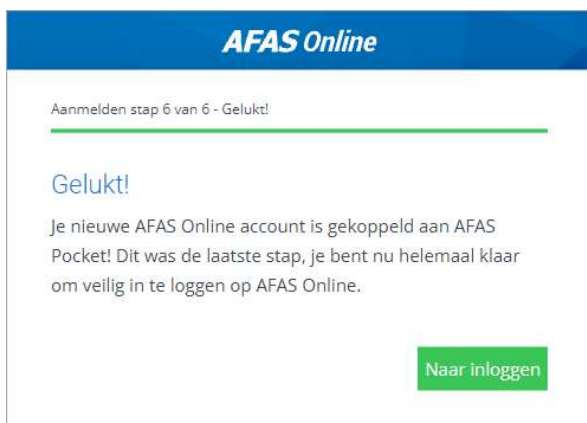 AFAS Online
Aanmelden stap 6 van 6 - Gelukt!
Gelukt!
Je nieuwe AFAS Online account is gekoppeld aan AFAS
Pocket! Dit was de laatste stap, je bent nu helemaal klaar
om veilig in te loggen op AFAS Online.
Naar inloggen